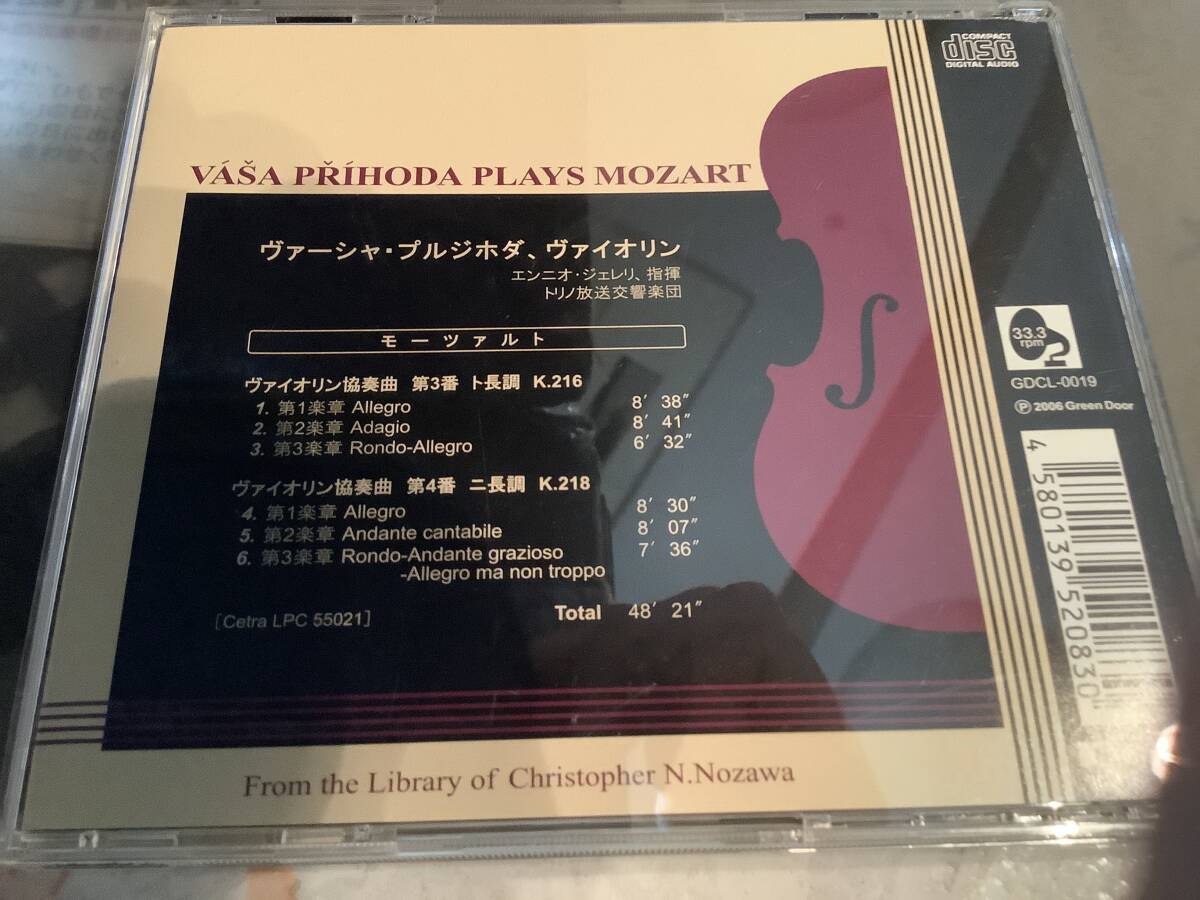 COMPACT
disc
DIGITAL AUDIO
VÁŠA PŘÍHODA PLAYS MOZART
ヴァーシャ・プルジホダ、ヴァイオリン
エンニオ・ジェレリ、指揮
トリノ放送交響楽団
モーツァルト
ヴァイオリン協奏曲 第3番 ト長調 K.216
1. 第1楽章 Allegro 8′ 38″
2. 第2楽章 Adagio 8′ 41″
3. 第3楽章 Rondo-Allegro 6′ 32″
ヴァイオリン協奏曲 第4番 ニ長調 K.218
4. 第1楽章 Allegro 8′ 30″
5. 第2楽章 Andante cantabile 8′ 07″
6. 第3楽章 Rondo-Andante grazioso 7′ 36″
-Allegro ma non troppo
[Cetra LPC 55021] Total 48′ 21″
From the Library of Christopher N.Nozawa
33.3
rpm
GDCL-0019
Ⓟ 2006 Green Door
4 580139 520830